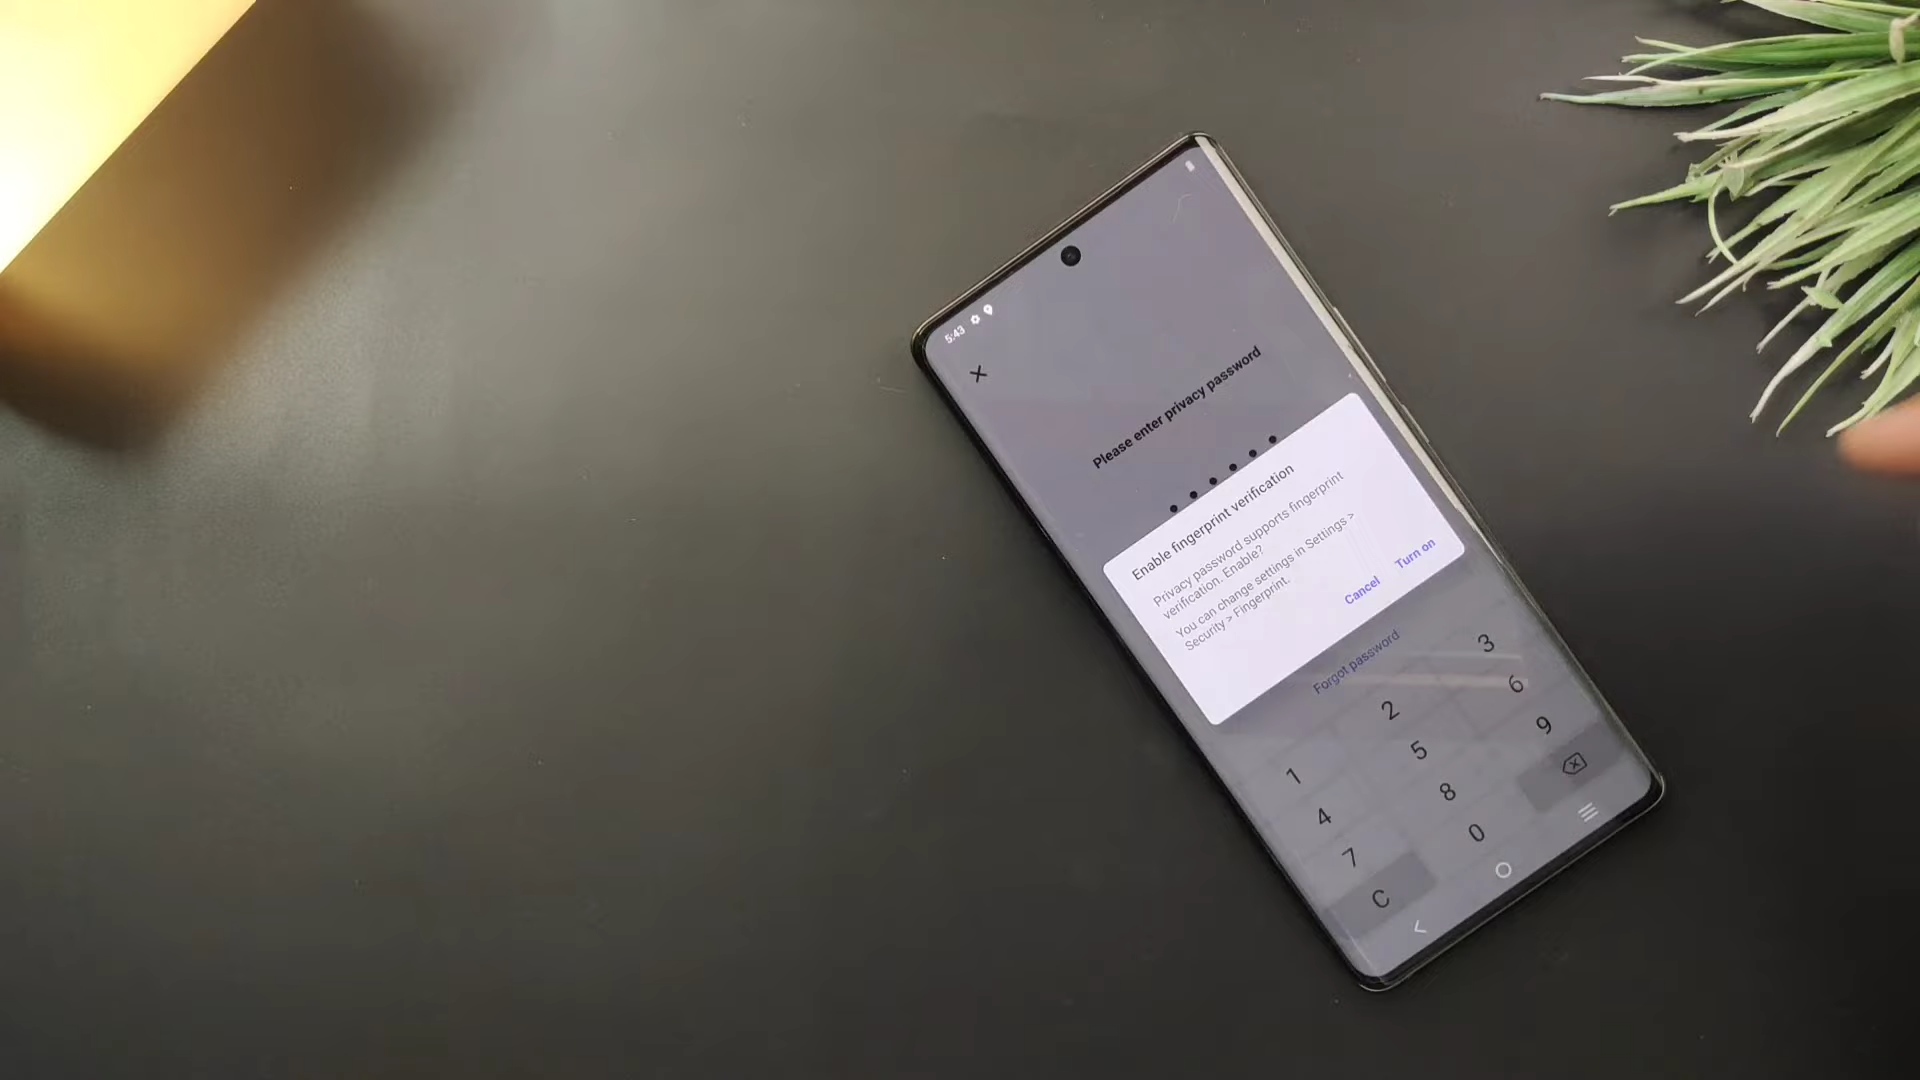 5:43
Please enter privacy password
Enable fingerprint verification
Privacy password supports fingerprint
verification. Enable?
You can change settings in Settings >
Security > Fingerprint.
Cancel Turn on
Forgot password
1 2 3
4 5 6
7 8 9
C 0